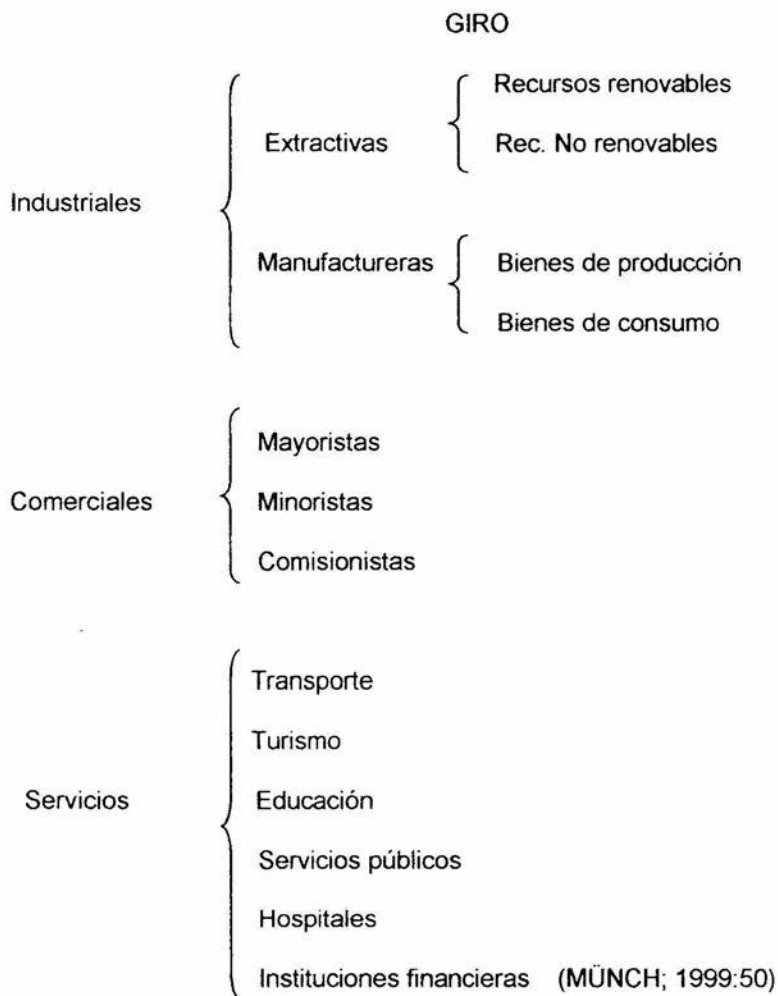 GIRO
Recursos renovables
Extractivas
Rec. No renovables
Industriales
Manufactureras
Bienes de producción
Bienes de consumo
Mayoristas
Comerciales
Minoristas
Comisionistas
Transporte
Turismo
Servicios
Educación
Servicios públicos
Hospitales
Instituciones financieras (MÜNCH; 1999:50)